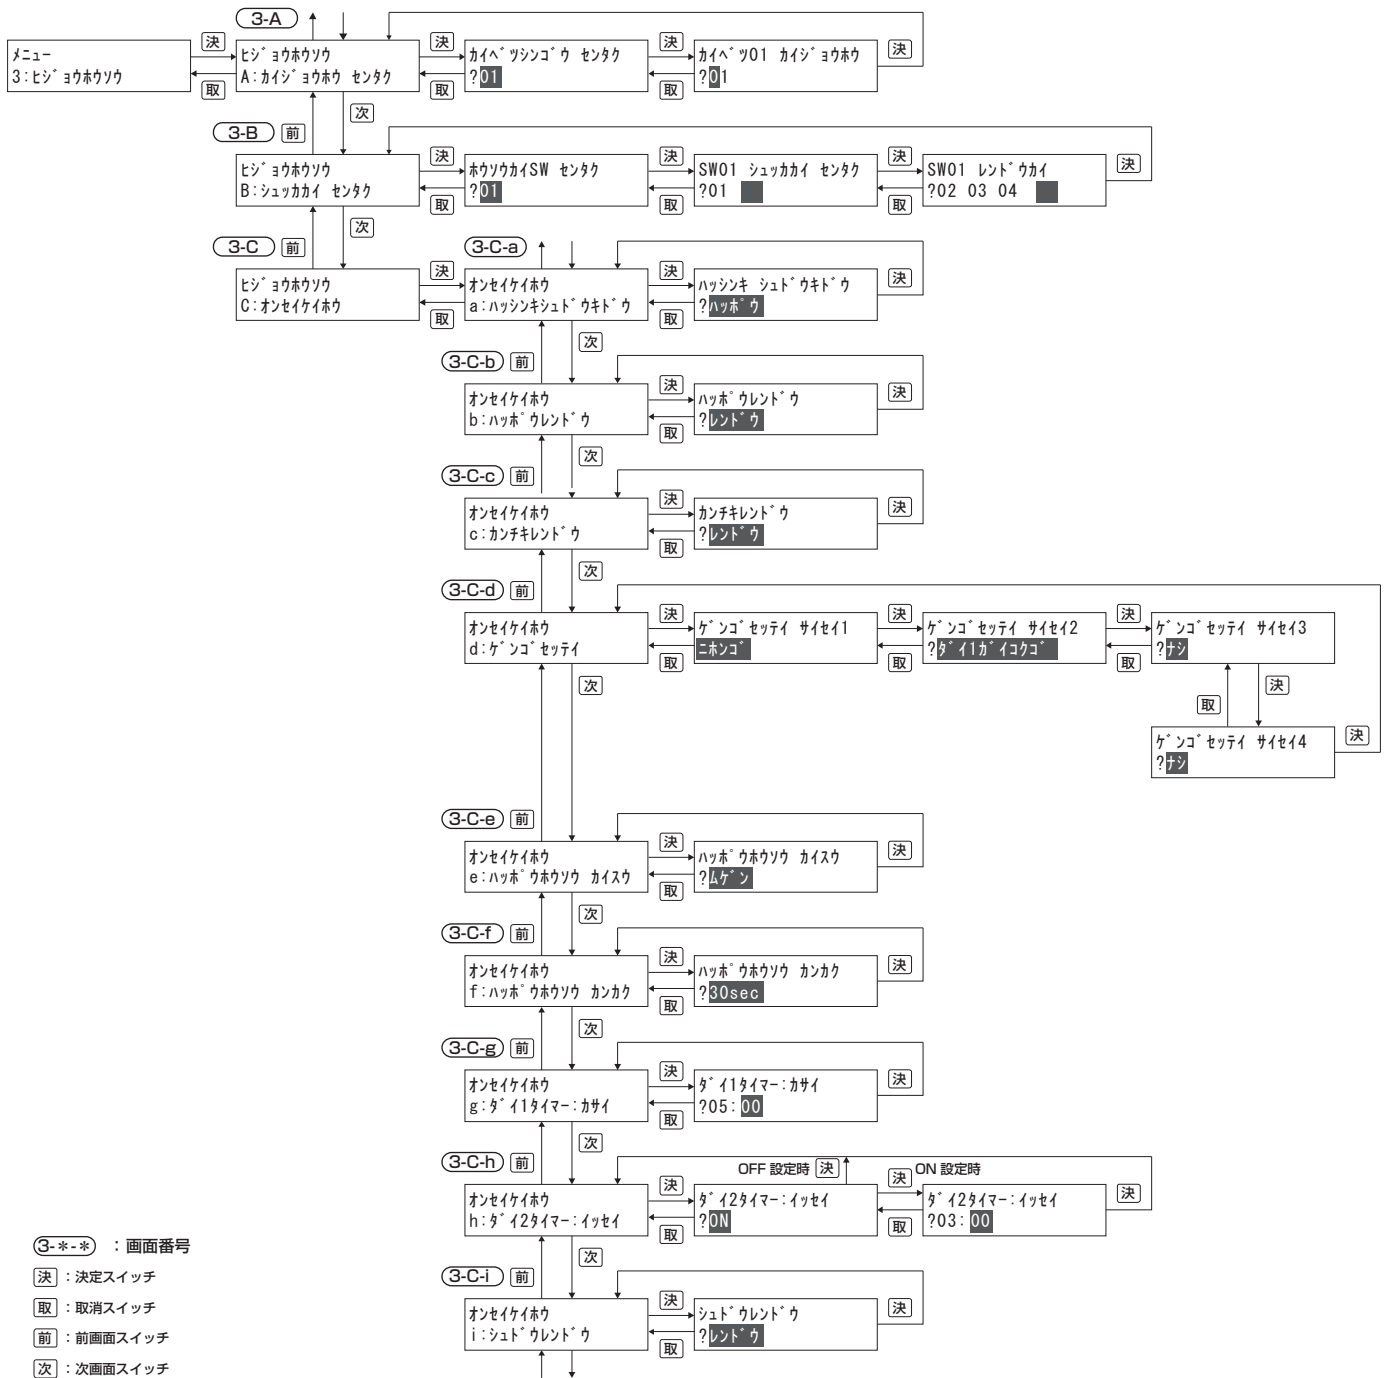 3-A
メニュー
3:ヒジョウホウソウ
決
取
ヒジョウホウソウ
A:カイジョウホウ センタク
決
取
カイベツシンゴウ センタク
?01
決
取
カイベツ01 カイジョウホウ
?01
決
次
3-B
前
ヒジョウホウソウ
B:シュッカカイ センタク
決
取
ホウソウカイSW センタク
?01
決
取
SW01 シュッカカイ センタク
?01
決
取
SW01 レンドウカイ
?02 03 04
決
次
3-C
前
ヒジョウホウソウ
C:オンセイケイホウ
決
取
3-C-a
オンセイケイホウ
a:ハッシンキシュドウキドウ
決
取
ハッシンキ シュドウキドウ
?ハッポウ
決
次
3-C-b
前
オンセイケイホウ
b:ハッポウレンドウ
決
取
ハッポウレンドウ
?レンドウ
決
次
3-C-c
前
オンセイケイホウ
c:カンチキレンドウ
決
取
カンチキレンドウ
?レンドウ
決
次
3-C-d
前
オンセイケイホウ
d:ゲンゴセッテイ
決
取
ゲンゴセッテイ サイセイ1
ニホンゴ
決
取
ゲンゴセッテイ サイセイ2
?ダイ1ガイコクゴ
決
取
ゲンゴセッテイ サイセイ3
?ナシ
取
決
ゲンゴセッテイ サイセイ4
?ナシ
決
次
3-C-e
前
オンセイケイホウ
e:ハッポウホウソウ カイスウ
決
取
ハッポウホウソウ カイスウ
?ムゲン
決
次
3-C-f
前
オンセイケイホウ
f:ハッポウホウソウ カンカク
決
取
ハッポウホウソウ カンカク
?30sec
決
次
3-C-g
前
オンセイケイホウ
g:ダイ1タイマー:カサイ
決
取
ダイ1タイマー:カサイ
?05:00
決
次
3-C-h
前
オンセイケイホウ
h:ダイ2タイマー:イッセイ
決
取
OFF 設定時 決
ダイ2タイマー:イッセイ
?ON
決 ON 設定時
取
ダイ2タイマー:イッセイ
?03:00
決
次
3-C-i
前
オンセイケイホウ
i:シュドウレンドウ
決
取
シュドウレンドウ
?レンドウ
決
3-*-* :画面番号
決 :決定スイッチ
取 :取消スイッチ
前 :前画面スイッチ
次 :次画面スイッチ